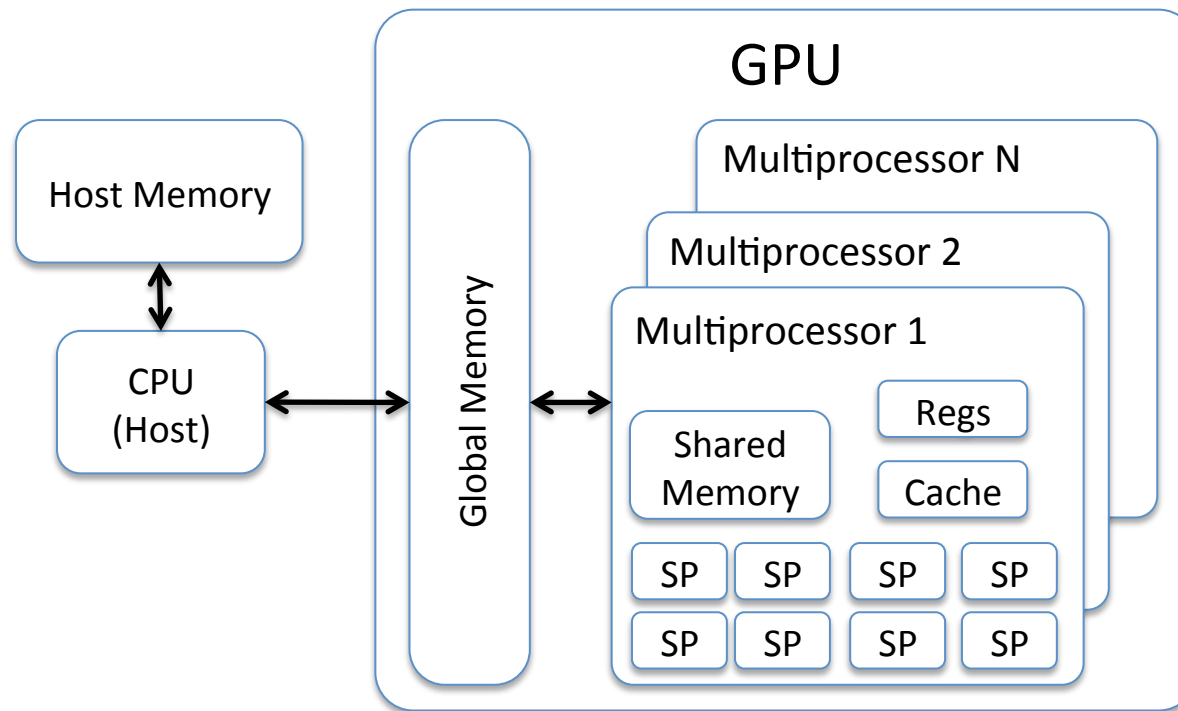 GPU
Host Memory
CPU
(Host)
Global Memory
Multiprocessor N
Multiprocessor 2
Multiprocessor 1
Shared
Memory
Regs
Cache
SP SP SP SP
SP SP SP SP